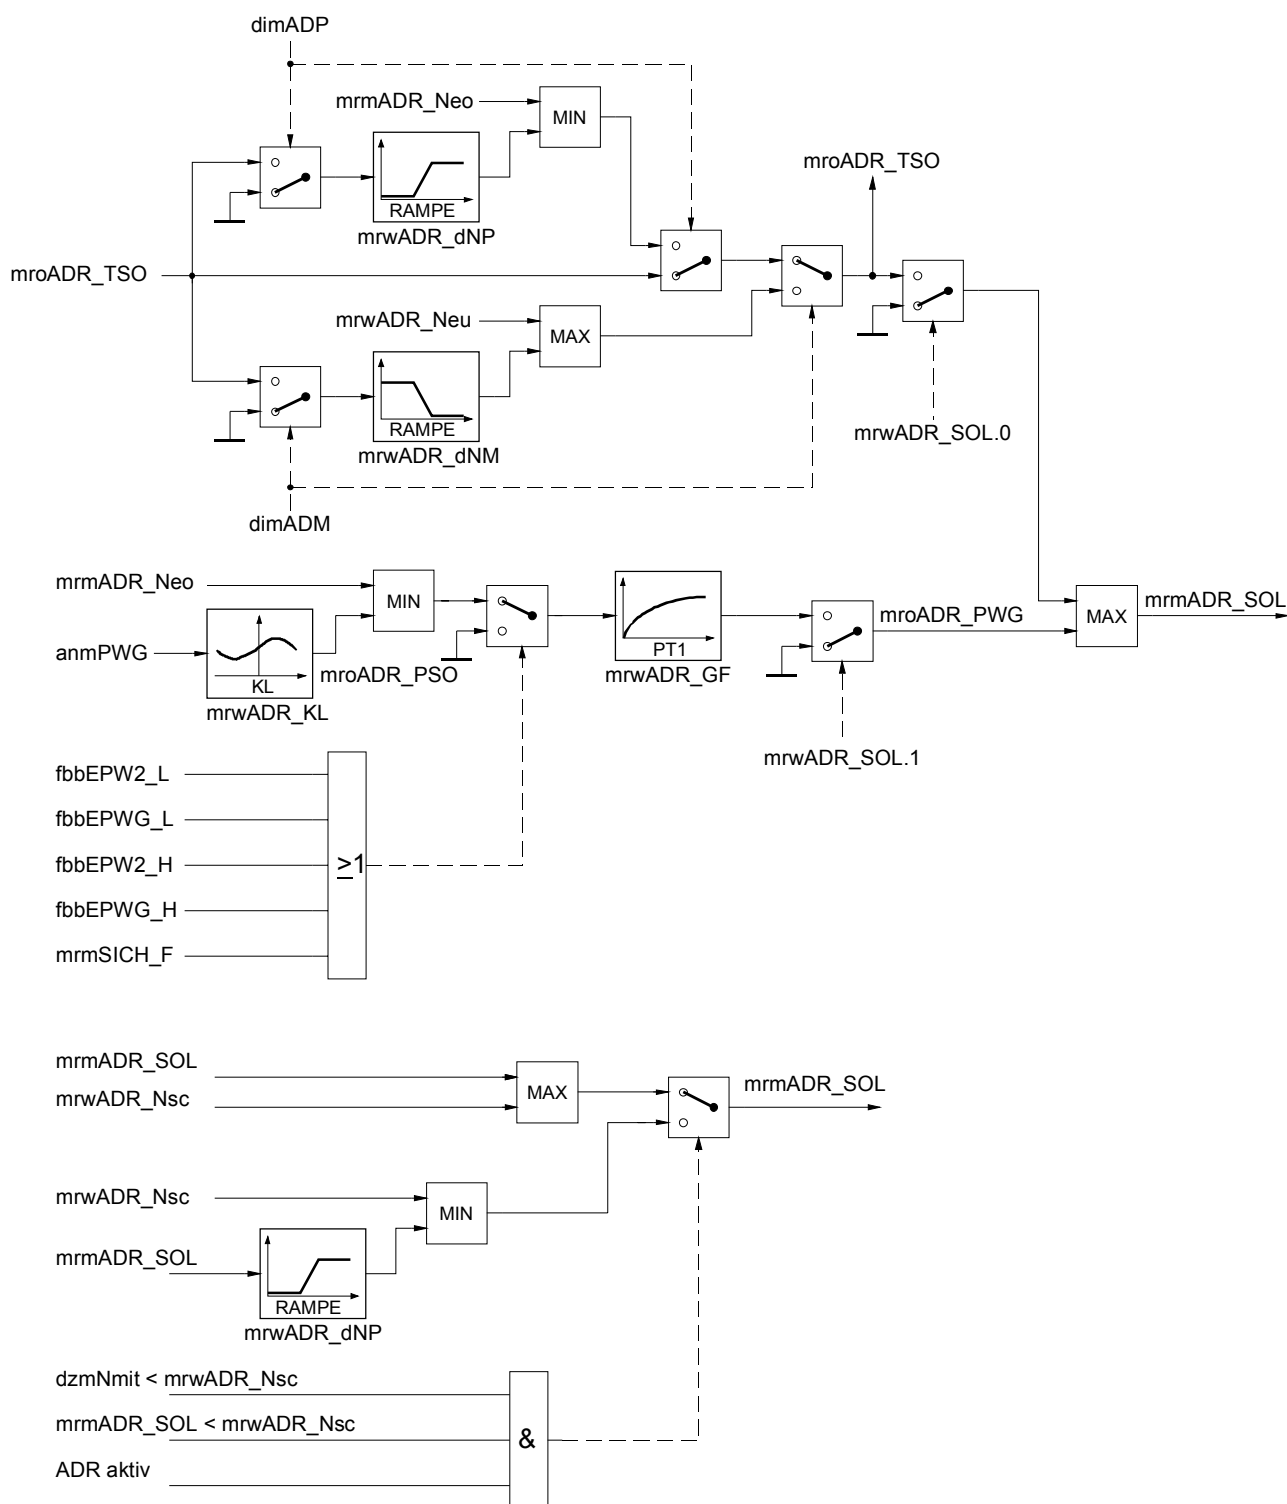 dimADP
mrmADR_Neo
MIN
RAMPE
mrwADR_dNP
mroADR_TSO
mroADR_TSO
mrwADR_Neu
MAX
RAMPE
mrwADR_dNM
mrwADR_SOL.0
dimADM
mrmADR_Neo
MIN
anmPWG
KL
mrwADR_KL
mroADR_PSO
PT1
mrwADR_GF
mroADR_PWG
MAX
mrmADR_SOL
mrwADR_SOL.1
fbbEPW2_L
fbbEPWG_L
fbbEPW2_H
≥1
fbbEPWG_H
mrmSICH_F
mrmADR_SOL
mrwADR_Nsc
MAX
mrmADR_SOL
mrwADR_Nsc
MIN
mrmADR_SOL
RAMPE
mrwADR_dNP
dzmNmit < mrwADR_Nsc
mrmADR_SOL < mrwADR_Nsc
&
ADR aktiv